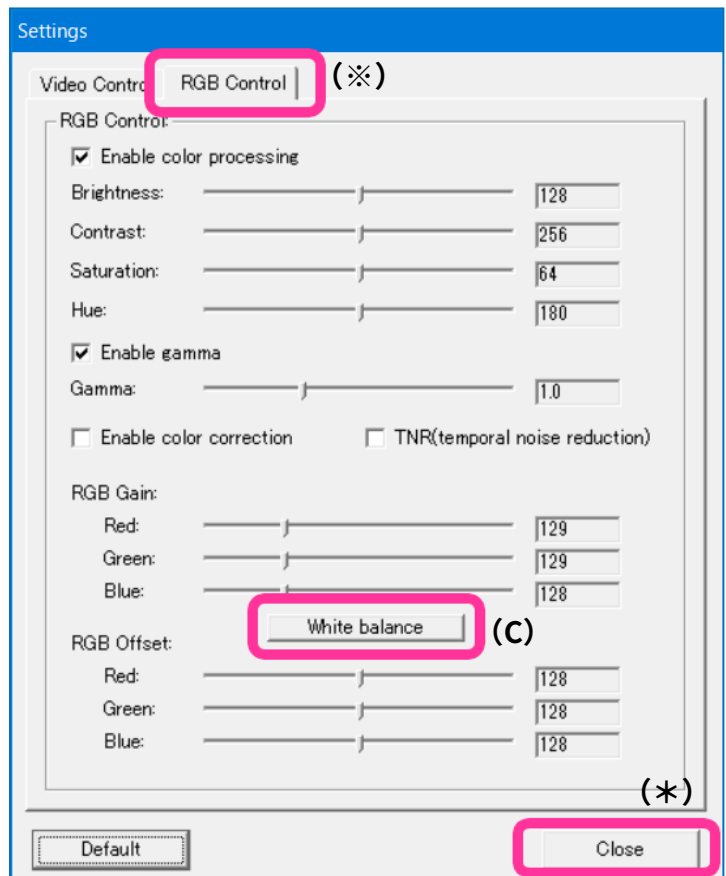 Settings
Video Contro RGB Control (※)
RGB Control:
Enable color processing
Brightness: 128
Contrast: 256
Saturation: 64
Hue: 180
Enable gamma
Gamma: 1.0
Enable color correction TNR(temporal noise reduction)
RGB Gain:
Red: 129
Green: 129
Blue: 128
White balance (C)
RGB Offset:
Red: 128
Green: 128
Blue: 128
(*)
Default Close